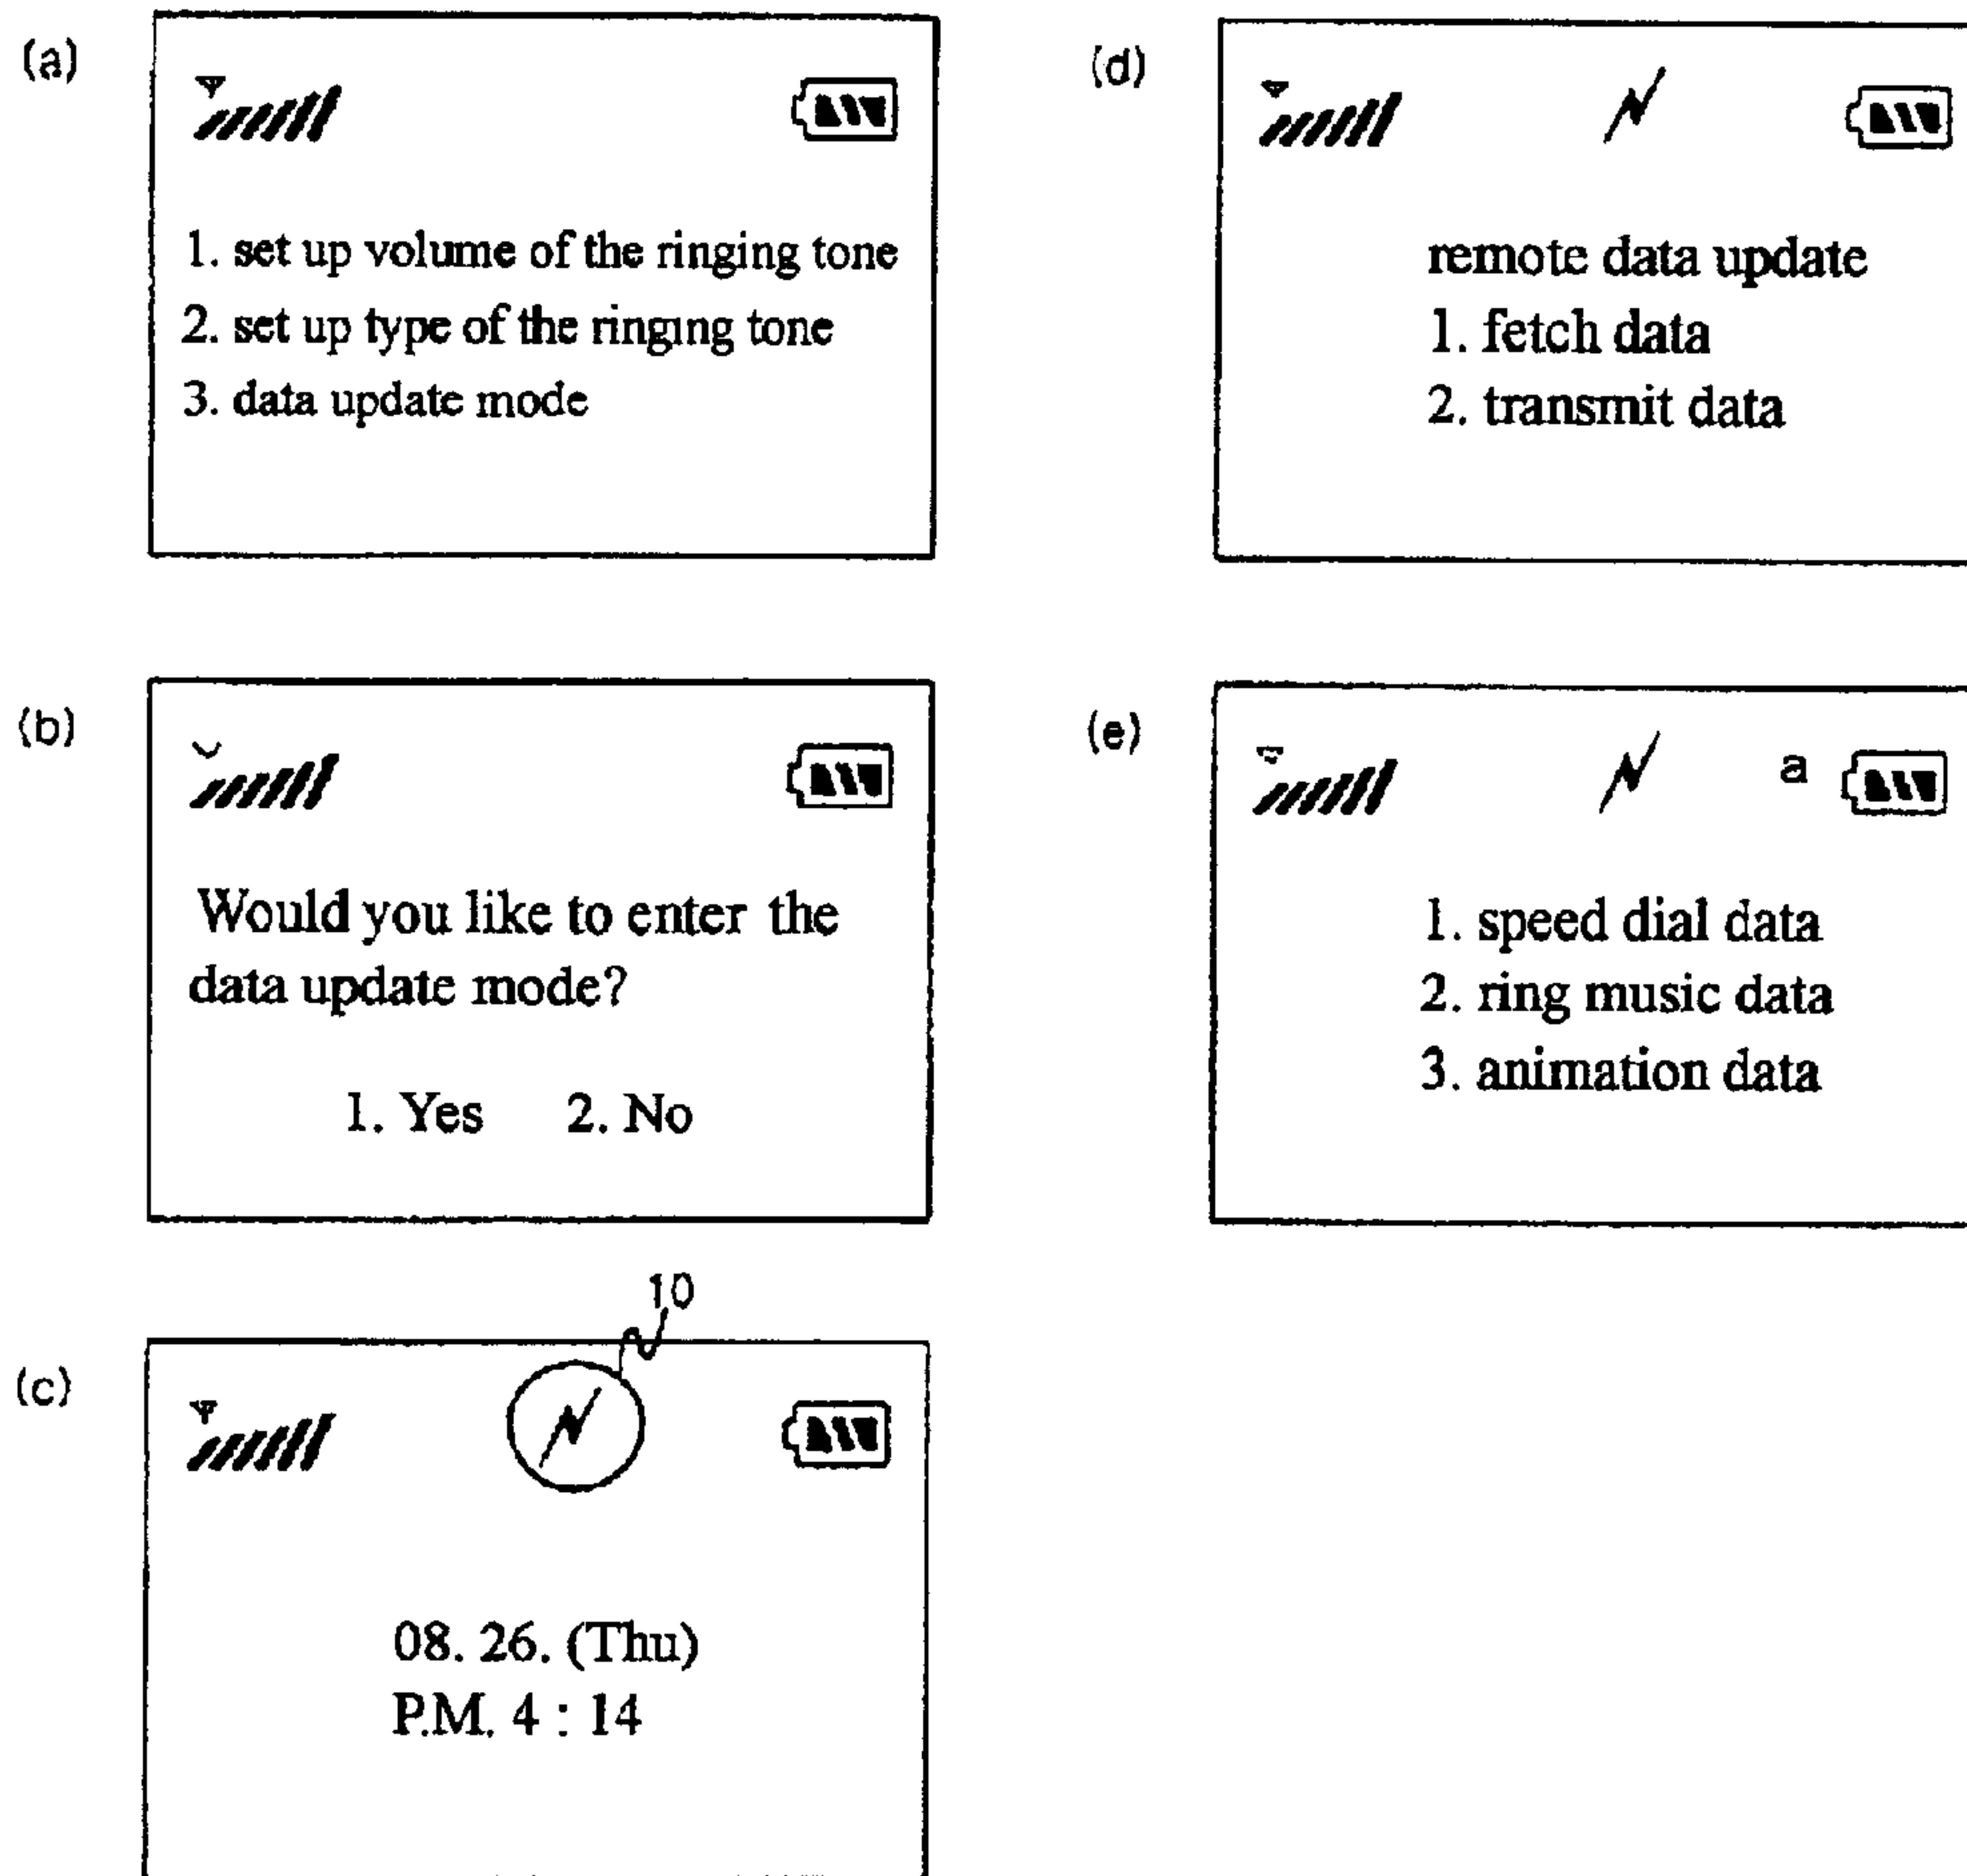 (a)
1. set up volume of the ringing tone
2. set up type of the ringing tone
3. data update mode
(b)
Would you like to enter the
data update mode?
1. Yes 2. No
(c)
10
08. 26. (Thu)
P.M. 4 : 14
(d)
remote data update
1. fetch data
2. transmit data
(e)
a
1. speed dial data
2. ring music data
3. animation data